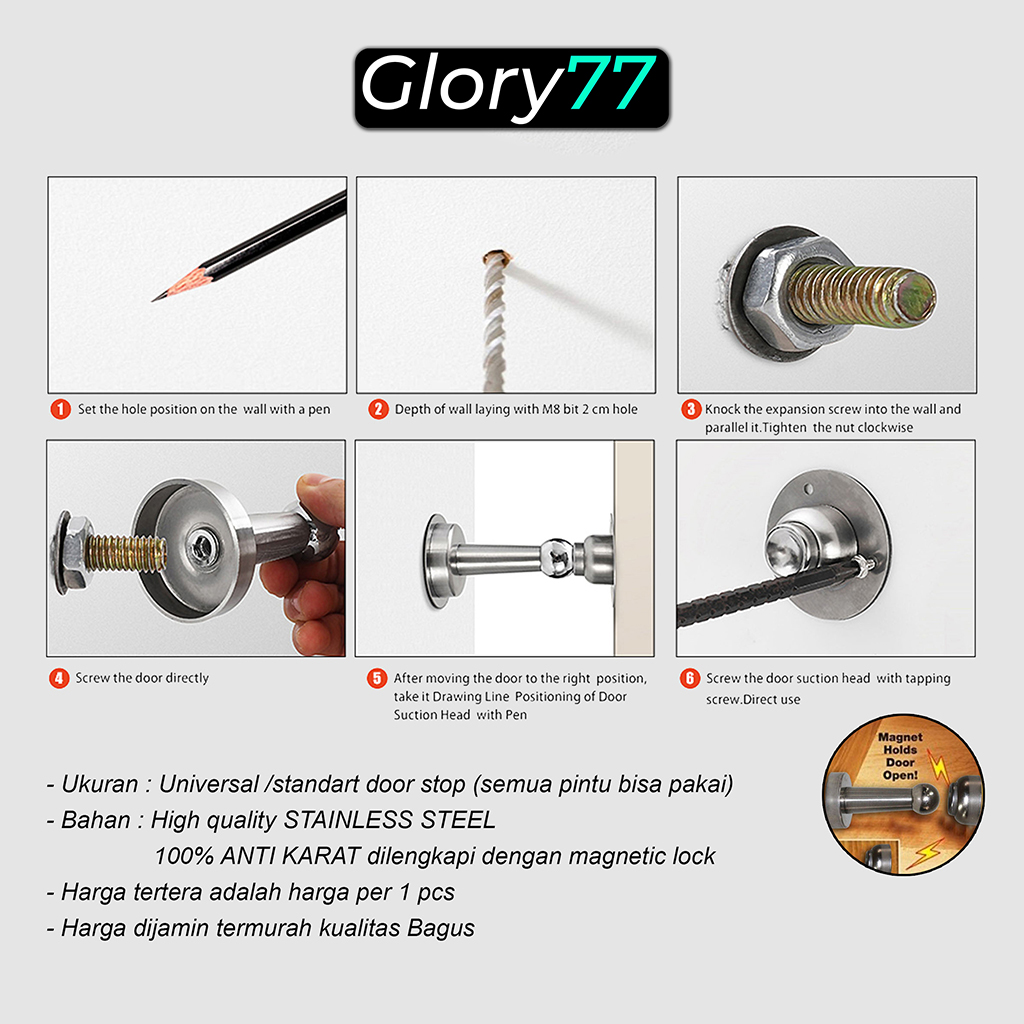 Glory77
1 Set the hole position on the wall with a pen
2 Depth of wall laying with M8 bit 2 cm hole
3 Knock the expansion screw into the wall and
parallel it.Tighten the nut clockwise
4 Screw the door directly
5 After moving the door to the right position,
take it Drawing Line Positioning of Door
Suction Head with Pen
6 Screw the door suction head with tapping
screw.Direct use
Magnet
Holds
Door
Open!
- Ukuran : Universal /standart door stop (semua pintu bisa pakai)
- Bahan : High quality STAINLESS STEEL
100% ANTI KARAT dilengkapi dengan magnetic lock
- Harga tertera adalah harga per 1 pcs
- Harga dijamin termurah kualitas Bagus